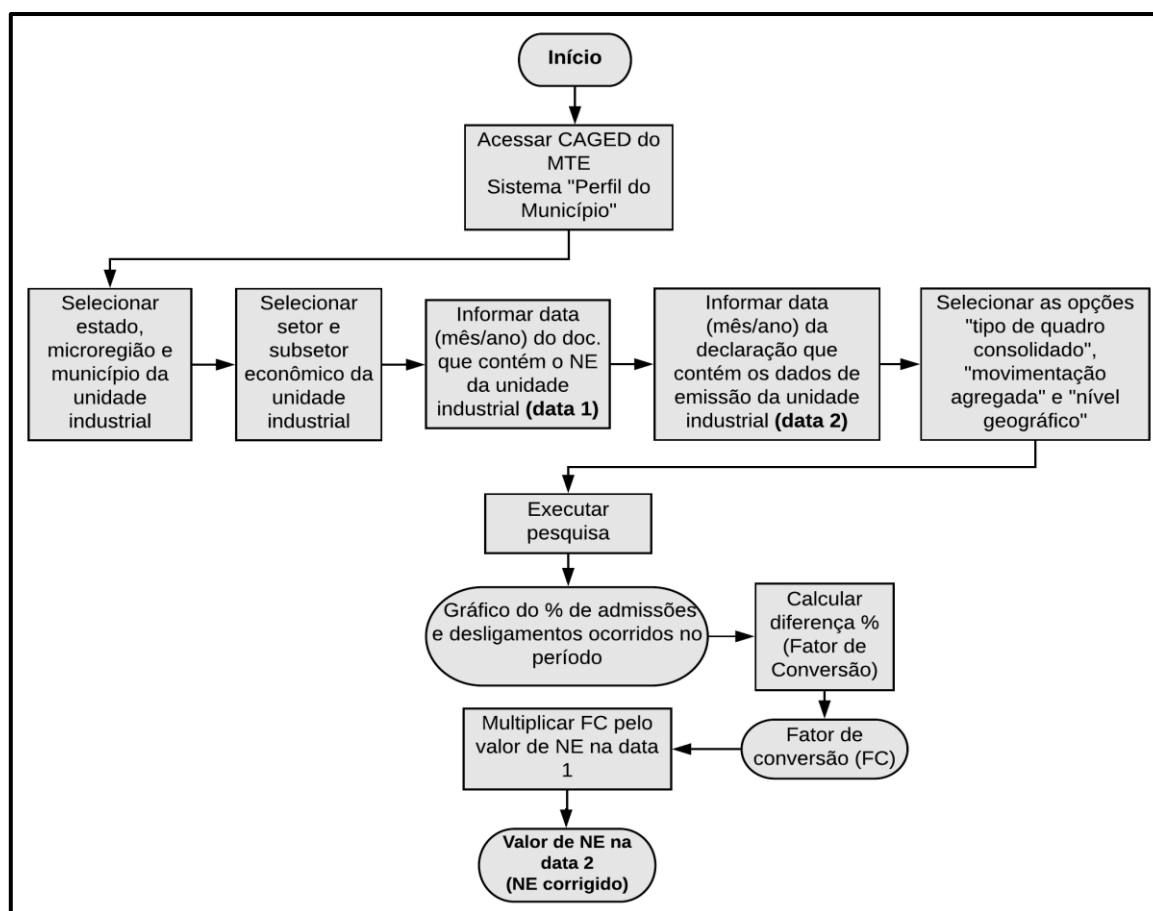 Início
Acessar CAGED do
MTE
Sistema "Perfil do
Município"
Selecionar
estado,
microregião e
município da
unidade
industrial
Selecionar
setor e
subsetor
econômico da
unidade
industrial
Informar data
(mês/ano) do doc.
que contém o NE
da unidade
industrial (data 1)
Informar data
(mês/ano) da
declaração que
contém os dados de
emissão da unidade
industrial (data 2)
Selecionar as opções
"tipo de quadro
consolidado",
"movimentação
agregada" e "nível
geográfico"
Executar
pesquisa
Gráfico do % de admissões
e desligamentos ocorridos no
período
Calcular
diferença %
(Fator de
Conversão)
Fator de
conversão (FC)
Multiplicar FC pelo
valor de NE na data
1
Valor de NE na
data 2
(NE corrigido)